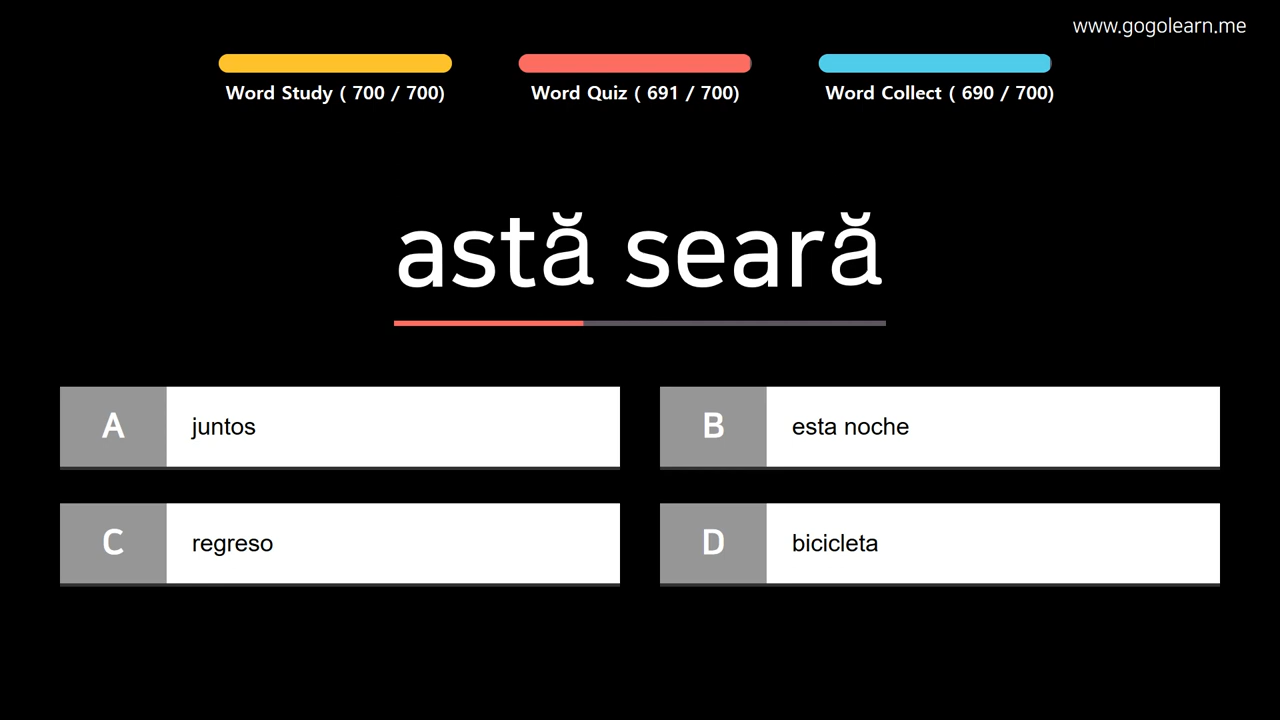 www.gogolearn.me
Word Study ( 700 / 700)
Word Quiz ( 691 / 700)
Word Collect ( 690 / 700)
astă seară
A juntos
B esta noche
C regreso
D bicicleta